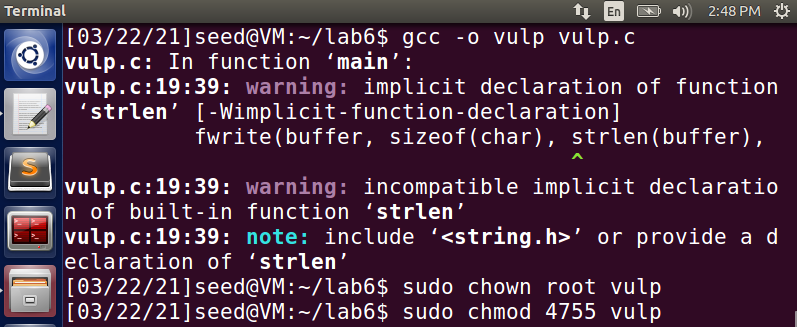 Terminal En 2:48 PM
[03/22/21]seed@VM:~/lab6$ gcc -o vulp vulp.c
vulp.c: In function ‘main’:
vulp.c:19:39: warning: implicit declaration of function
 ‘strlen’ [-Wimplicit-function-declaration]
         fwrite(buffer, sizeof(char), strlen(buffer),
                                      ^
vulp.c:19:39: warning: incompatible implicit declaratio
n of built-in function ‘strlen’
vulp.c:19:39: note: include ‘<string.h>’ or provide a d
eclaration of ‘strlen’
[03/22/21]seed@VM:~/lab6$ sudo chown root vulp
[03/22/21]seed@VM:~/lab6$ sudo chmod 4755 vulp